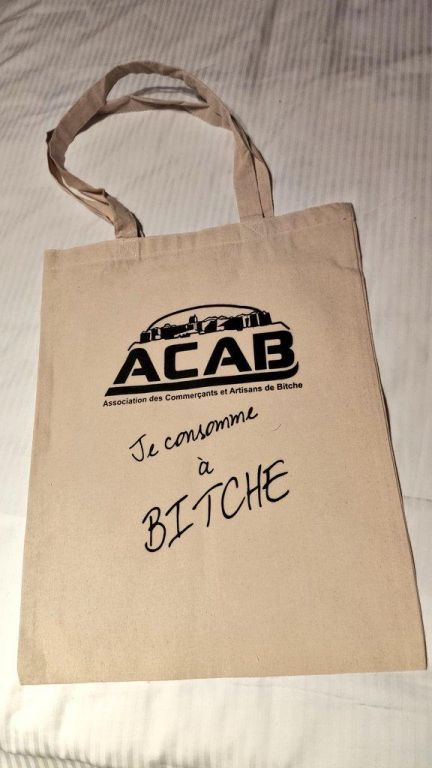 ACAB
Association des Commerçants et Artisans de Bitche
Je consomme
à
BITCHE